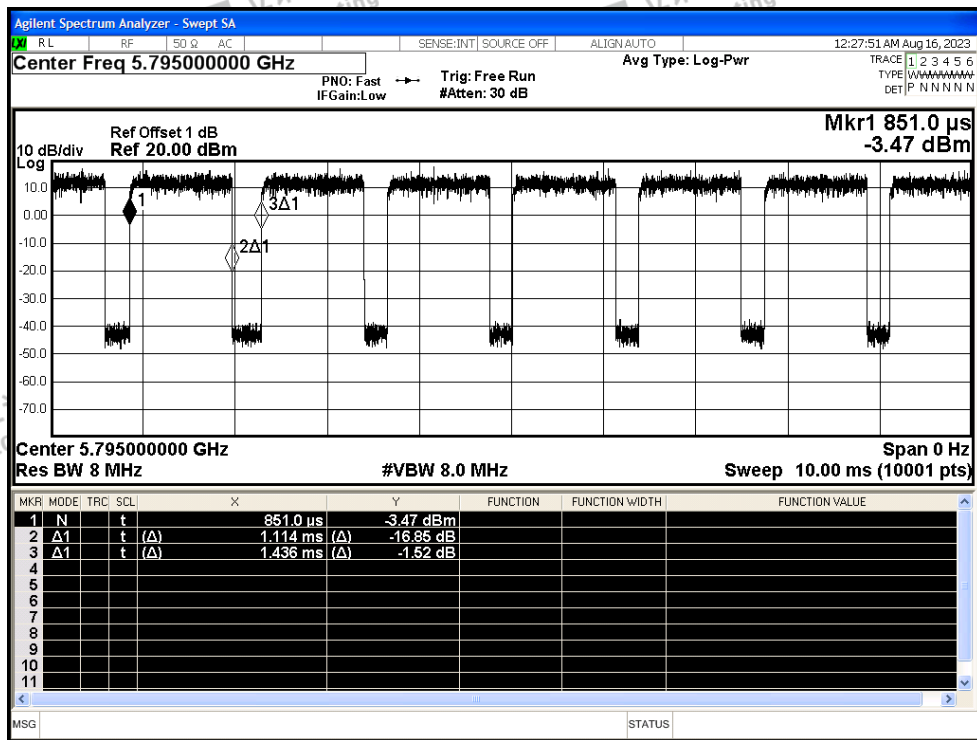 Agilent Spectrum Analyzer - Swept SA
LXI RL RF 50 Ω AC SENSE:INT SOURCE OFF ALIGN AUTO 12:27:51 AM Aug 16, 2023
Center Freq 5.795000000 GHz
Avg Type: Log-Pwr
TRACE 1 2 3 4 5 6
PNO: Fast
Trig: Free Run
TYPE
IFGain:Low
#Atten: 30 dB
DET P N N N N N
Mkr1 851.0 µs
-3.47 dBm
Ref Offset 1 dB
10 dB/div Ref 20.00 dBm
Log
10.0
0.00
-10.0
-20.0
-30.0
-40.0
-50.0
-60.0
-70.0
1
3Δ1
2Δ1
Center 5.795000000 GHz Span 0 Hz
Res BW 8 MHz #VBW 8.0 MHz Sweep 10.00 ms (10001 pts)
MKR MODE TRC SCL X Y FUNCTION FUNCTION WIDTH FUNCTION VALUE
1 N t 851.0 µs -3.47 dBm
2 Δ1 t (Δ) 1.114 ms (Δ) -16.85 dB
3 Δ1 t (Δ) 1.436 ms (Δ) -1.52 dB
4
5
6
7
8
9
10
11
MSG STATUS